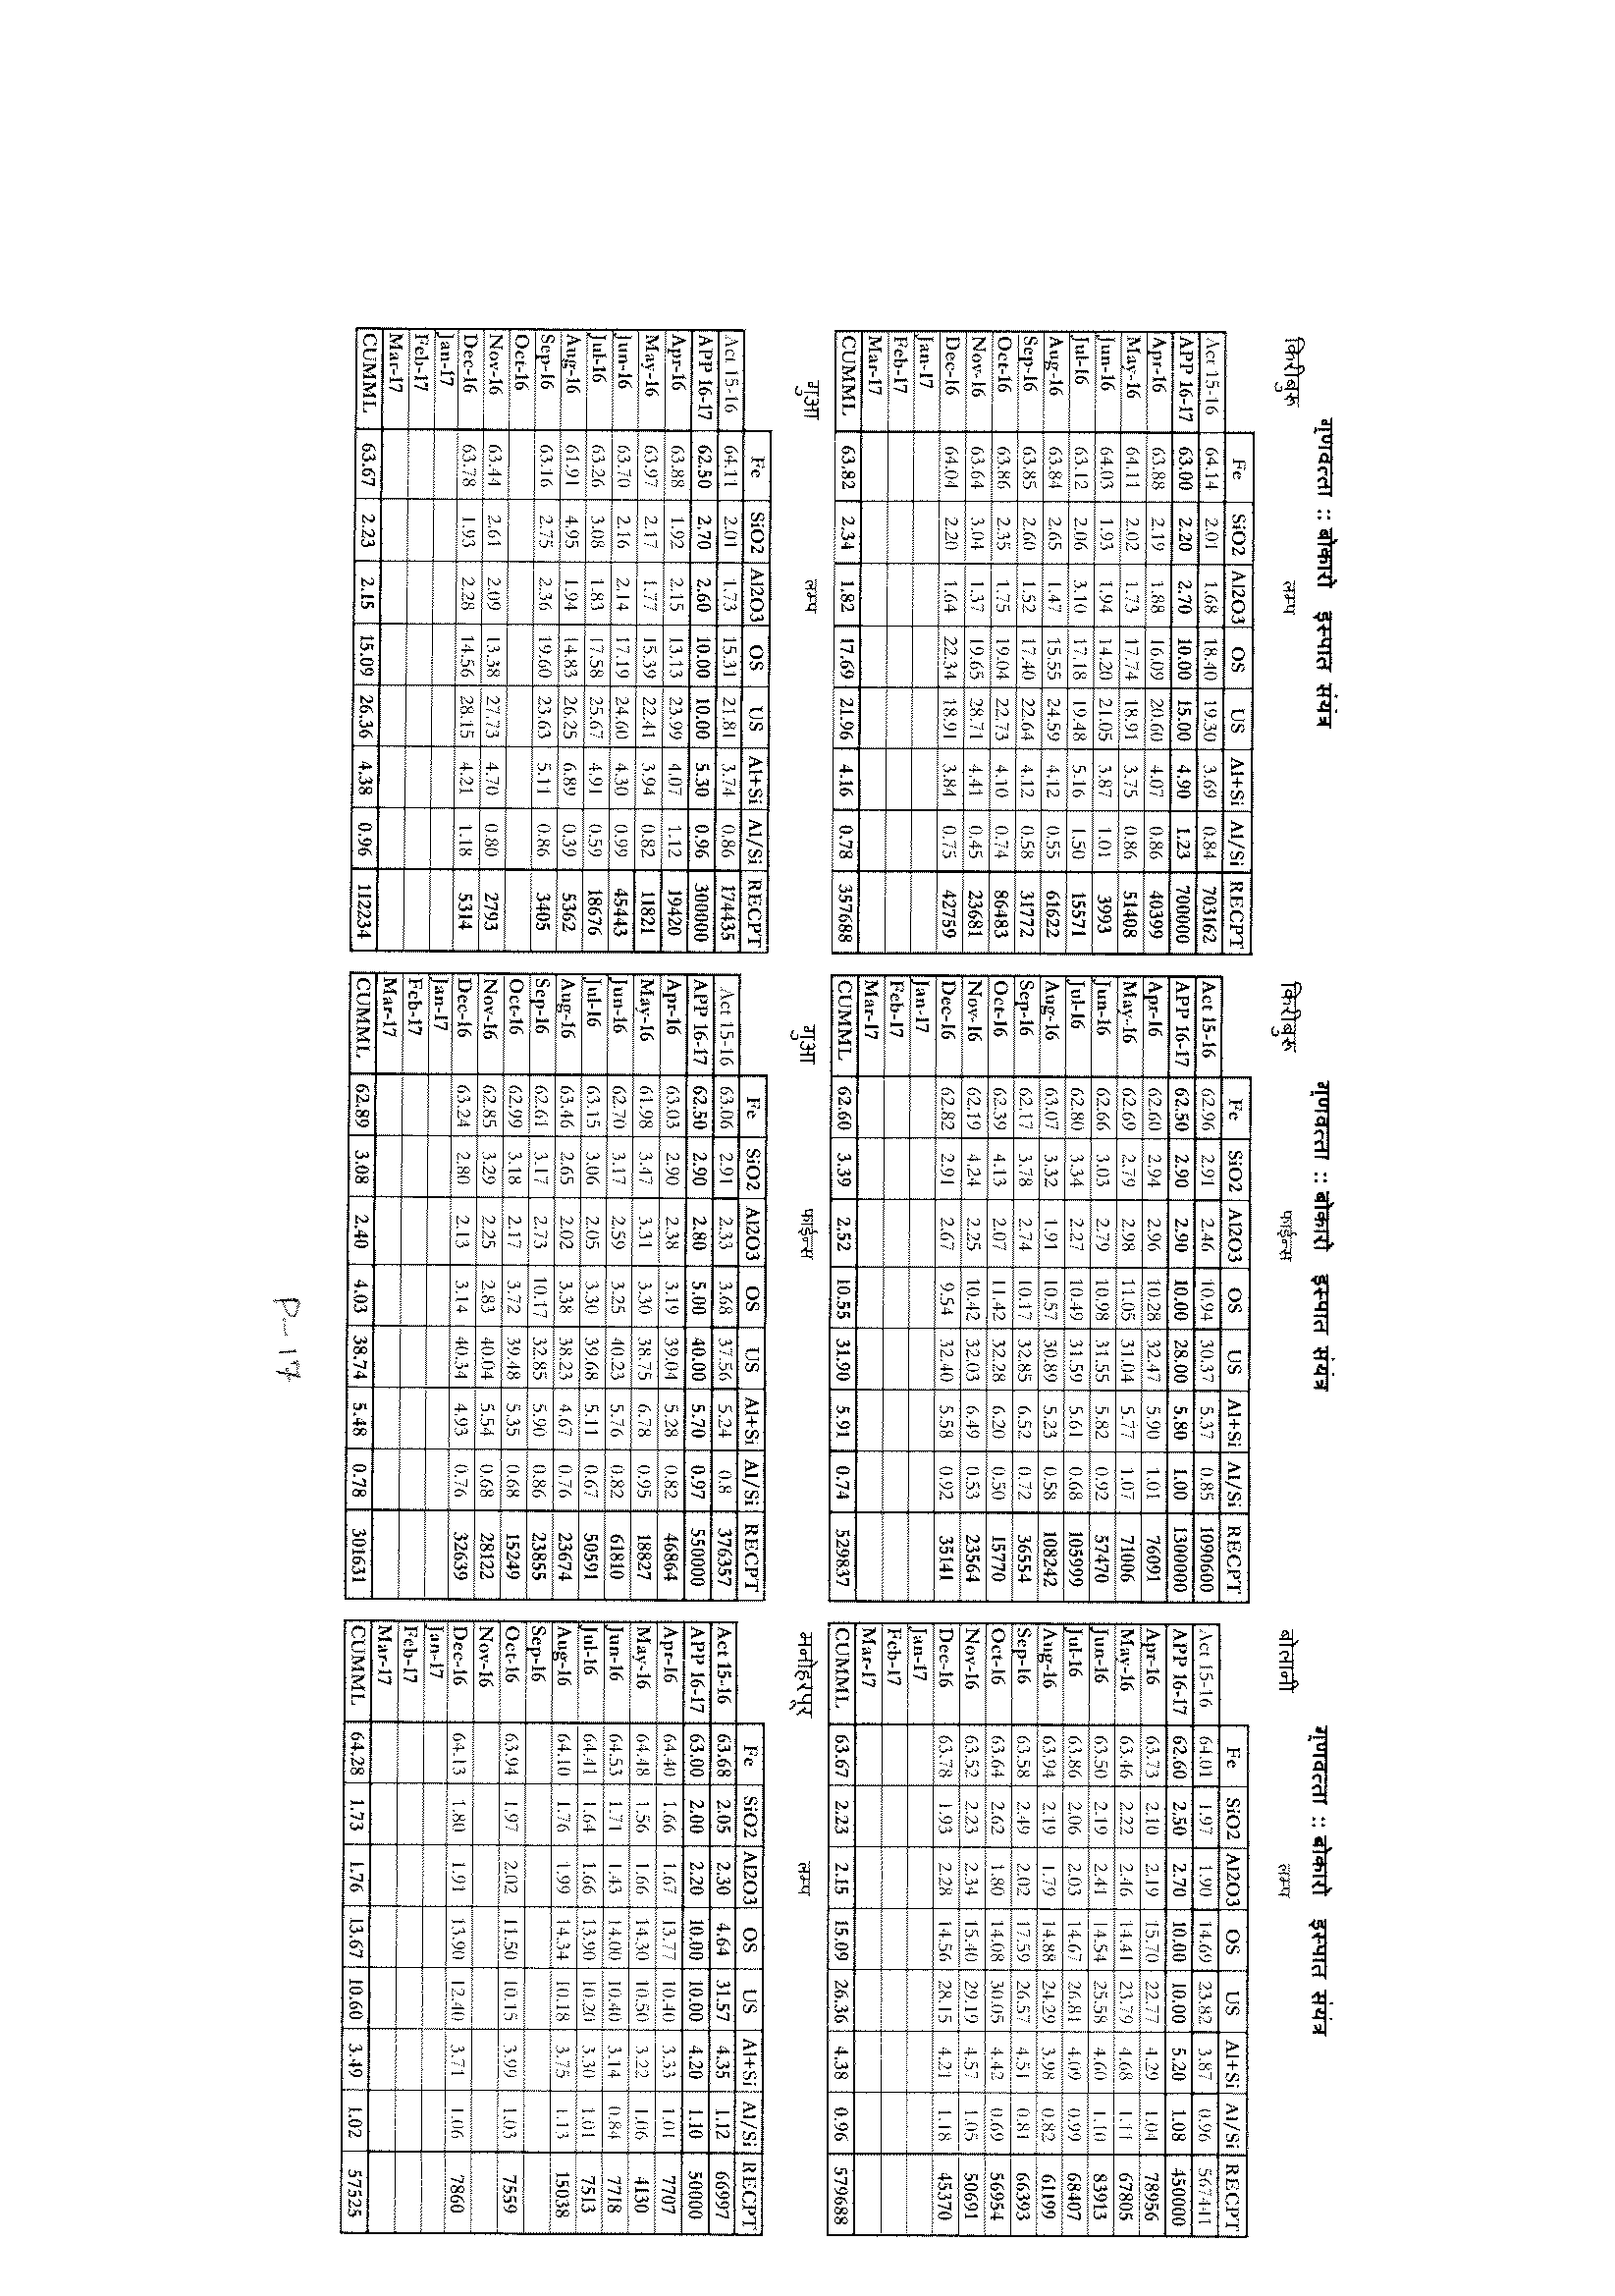 गुणवत्ता :: बोकारो इस्पात संयंत्र
किरीबुरू लम्प
Fe SiO2 Al2O3 OS US Al+Si Al/Si RECPT
Act 15-16 64.14 2.01 1.68 18.40 19.30 3.69 0.84 703162
APP 16-17 63.00 2.20 2.70 10.00 15.00 4.90 1.23 700000
Apr-16 63.88 2.19 1.88 16.09 20.60 4.07 0.86 40399
May-16 64.11 2.02 1.73 17.74 18.91 3.75 0.86 51408
Jun-16 64.03 1.93 1.94 14.20 21.05 3.87 1.01 3993
Jul-16 63.12 2.06 3.10 17.18 19.48 5.16 1.50 15571
Aug-16 63.84 2.65 1.47 15.55 24.59 4.12 0.55 61622
Sep-16 63.85 2.60 1.52 17.40 22.64 4.12 0.58 31772
Oct-16 63.86 2.35 1.75 19.04 22.73 4.10 0.74 86483
Nov-16 63.64 3.04 1.37 19.65 28.71 4.41 0.45 23681
Dec-16 64.04 2.20 1.64 22.34 18.91 3.84 0.75 42759
Jan-17
Feb-17
Mar-17
CUMML 63.82 2.34 1.82 17.69 21.96 4.16 0.78 357688
गुआ लम्प
Fe SiO2 Al2O3 OS US Al+Si Al/Si RECPT
Act 15-16 64.11 2.01 1.73 15.31 21.81 3.74 0.86 174435
APP 16-17 62.50 2.70 2.60 10.00 10.00 5.30 0.96 300000
Apr-16 63.88 1.92 2.15 13.13 23.99 4.07 1.12 19420
May-16 63.97 2.17 1.77 15.39 22.41 3.94 0.82 11821
Jun-16 63.70 2.16 2.14 17.19 24.60 4.30 0.99 45443
Jul-16 63.26 3.08 1.83 17.58 25.67 4.91 0.59 18676
Aug-16 61.91 4.95 1.94 14.83 26.25 6.89 0.39 5362
Sep-16 63.16 2.75 2.36 19.60 23.63 5.11 0.86 3405
Oct-16
Nov-16 63.44 2.61 2.09 13.38 27.73 4.70 0.80 2793
Dec-16 63.78 1.93 2.28 14.56 28.15 4.21 1.18 5314
Jan-17
Feb-17
Mar-17
CUMML 63.67 2.23 2.15 15.09 26.36 4.38 0.96 112234
गुणवत्ता :: बोकारो इस्पात संयंत्र
किरीबुरू फाईन्स
Fe SiO2 Al2O3 OS US Al+Si Al/Si RECPT
Act 15-16 62.96 2.91 2.46 10.94 30.37 5.37 0.85 1090600
APP 16-17 62.50 2.90 2.90 10.00 28.00 5.80 1.00 1300000
Apr-16 62.60 2.94 2.96 10.28 32.47 5.90 1.01 76091
May-16 62.69 2.79 2.98 11.05 31.04 5.77 1.07 71006
Jun-16 62.66 3.03 2.79 10.98 31.55 5.82 0.92 57470
Jul-16 62.80 3.34 2.27 10.49 31.59 5.61 0.68 105999
Aug-16 63.07 3.32 1.91 10.57 30.89 5.23 0.58 108242
Sep-16 62.17 3.78 2.74 10.17 32.85 6.52 0.72 36554
Oct-16 62.39 4.13 2.07 11.42 32.28 6.20 0.50 15770
Nov-16 62.19 4.24 2.25 10.42 32.03 6.49 0.53 23564
Dec-16 62.82 2.91 2.67 9.54 32.40 5.58 0.92 35141
Jan-17
Feb-17
Mar-17
CUMML 62.60 3.39 2.52 10.55 31.90 5.91 0.74 529837
गुआ फाईन्स
Fe SiO2 Al2O3 OS US Al+Si Al/Si RECPT
Act 15-16 63.06 2.91 2.33 3.68 37.56 5.24 0.8 376357
APP 16-17 62.50 2.90 2.80 5.00 40.00 5.70 0.97 550000
Apr-16 63.03 2.90 2.38 3.19 39.04 5.28 0.82 46864
May-16 61.98 3.47 3.31 3.30 38.75 6.78 0.95 18827
Jun-16 62.70 3.17 2.59 3.25 40.23 5.76 0.82 61810
Jul-16 63.15 3.06 2.05 3.30 39.68 5.11 0.67 50591
Aug-16 63.46 2.65 2.02 3.38 38.23 4.67 0.76 23674
Sep-16 62.61 3.17 2.73 10.17 32.85 5.90 0.86 23855
Oct-16 62.99 3.18 2.17 3.72 39.48 5.35 0.68 15249
Nov-16 62.85 3.29 2.25 2.83 40.04 5.54 0.68 28122
Dec-16 63.24 2.80 2.13 3.14 40.34 4.93 0.76 32639
Jan-17
Feb-17
Mar-17
CUMML 62.89 3.08 2.40 4.03 38.74 5.48 0.78 301631
गुणवत्ता :: बोकारो इस्पात संयंत्र
बोलानी लम्प
Fe SiO2 Al2O3 OS US Al+Si Al/Si RECPT
Act 15-16 64.01 1.97 1.90 14.69 23.82 3.87 0.96 567441
APP 16-17 62.60 2.50 2.70 10.00 10.00 5.20 1.08 450000
Apr-16 63.73 2.10 2.19 15.70 22.77 4.29 1.04 78956
May-16 63.46 2.22 2.46 14.41 23.79 4.68 1.11 67805
Jun-16 63.50 2.19 2.41 14.54 25.58 4.60 1.10 83913
Jul-16 63.86 2.06 2.03 14.67 26.81 4.09 0.99 68407
Aug-16 63.94 2.19 1.79 14.88 24.29 3.98 0.82 61199
Sep-16 63.58 2.49 2.02 17.59 26.57 4.51 0.81 66393
Oct-16 63.64 2.62 1.80 14.08 30.05 4.42 0.69 56954
Nov-16 63.52 2.23 2.34 15.40 29.19 4.57 1.05 50691
Dec-16 63.78 1.93 2.28 14.56 28.15 4.21 1.18 45370
Jan-17
Feb-17
Mar-17
CUMML 63.67 2.23 2.15 15.09 26.36 4.38 0.96 579688
मनोहरपुर लम्प
Fe SiO2 Al2O3 OS US Al+Si Al/Si RECPT
Act 15-16 63.68 2.05 2.30 4.64 31.57 4.35 1.12 66997
APP 16-17 63.00 2.00 2.20 10.00 10.00 4.20 1.10 50000
Apr-16 64.40 1.66 1.67 13.77 10.40 3.33 1.01 7707
May-16 64.48 1.56 1.66 14.30 10.50 3.22 1.06 4130
Jun-16 64.53 1.71 1.43 14.00 10.40 3.14 0.84 7718
Jul-16 64.41 1.64 1.66 13.90 10.20 3.30 1.01 7513
Aug-16 64.10 1.76 1.99 14.34 10.18 3.75 1.13 15038
Sep-16
Oct-16 63.94 1.97 2.02 11.50 10.15 3.99 1.03 7559
Nov-16
Dec-16 64.13 1.80 1.91 13.90 12.40 3.71 1.06 7860
Jan-17
Feb-17
Mar-17
CUMML 64.28 1.73 1.76 13.67 10.60 3.49 1.02 57525